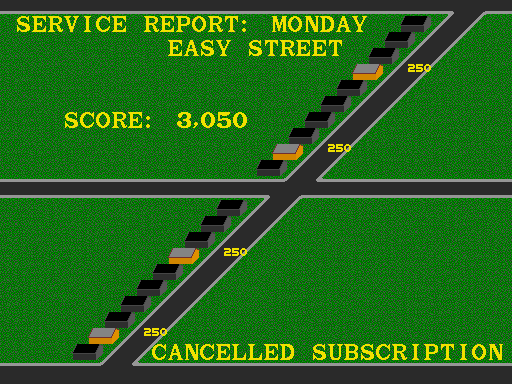 SERVICE REPORT: MONDAY
EASY STREET
250
SCORE: 3,050
250
250
250
CANCELLED SUBSCRIPTION